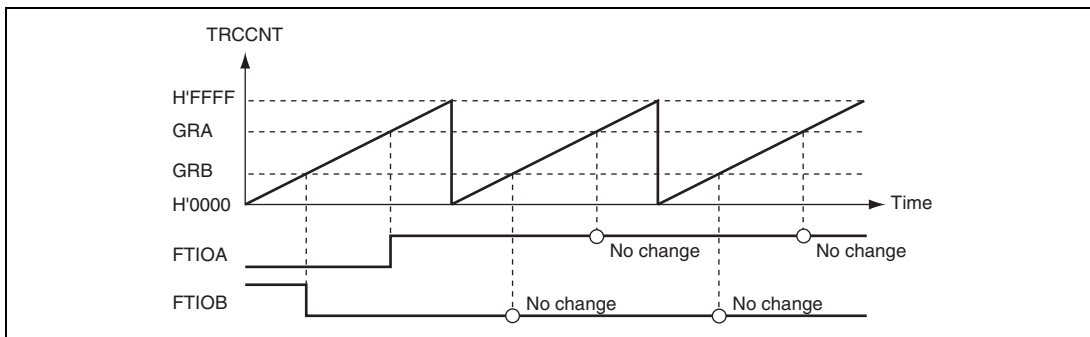 TRCCNT
H'FFFF
GRA
GRB
H'0000
Time
FTIOA
No change
No change
FTIOB
No change
No change